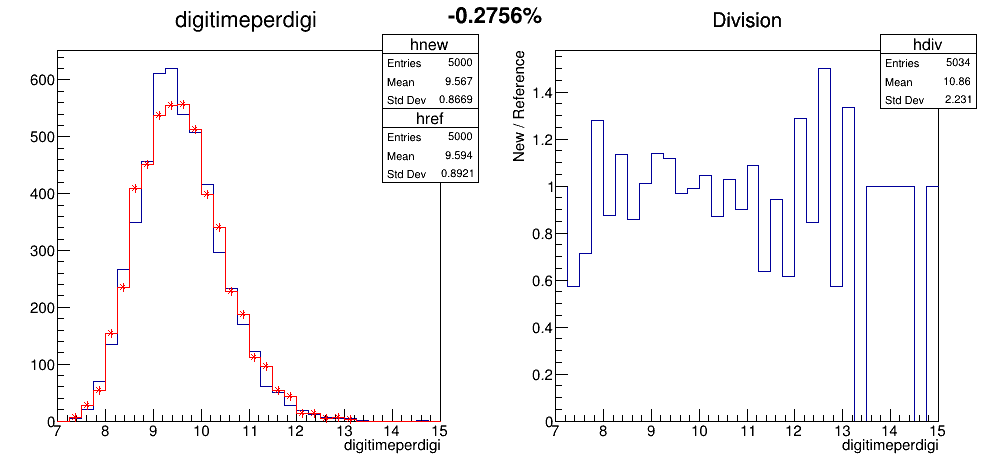 digitimeperdigi
-0.2756%
Division
hnew
Entries 5000
Mean 9.567
Std Dev 0.8669
href
Entries 5000
Mean 9.594
Std Dev 0.8921
600
500
400
300
200
100
0
7 8 9 10 11 12 13 14 15
digitimeperdigi
hdiv
Entries 5034
Mean 10.86
Std Dev 2.231
New / Reference
1.4
1.2
1
0.8
0.6
0.4
0.2
0
7 8 9 10 11 12 13 14 15
digitimeperdigi